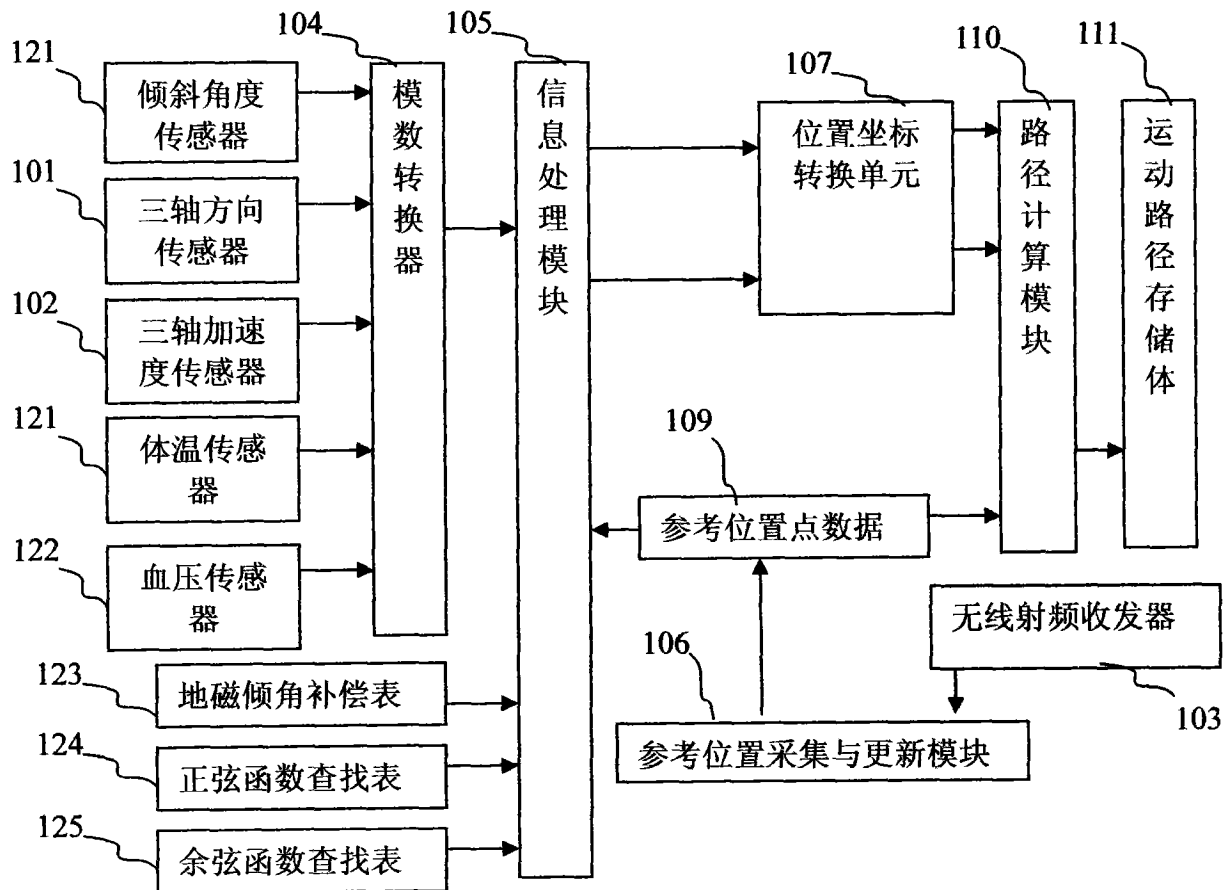 121
倾斜角度
传感器
101
三轴方向
传感器
102
三轴加速
度传感器
121
体温传感
器
122
血压传感
器
104
模
数
转
换
器
105
信
息
处
理
模
块
123
地磁倾角补偿表
124
正弦函数查找表
125
余弦函数查找表
107
位置坐标
转换单元
109
参考位置点数据
106
参考位置采集与更新模块
110
路
径
计
算
模
块
111
运
动
路
径
存
储
体
无线射频收发器
103